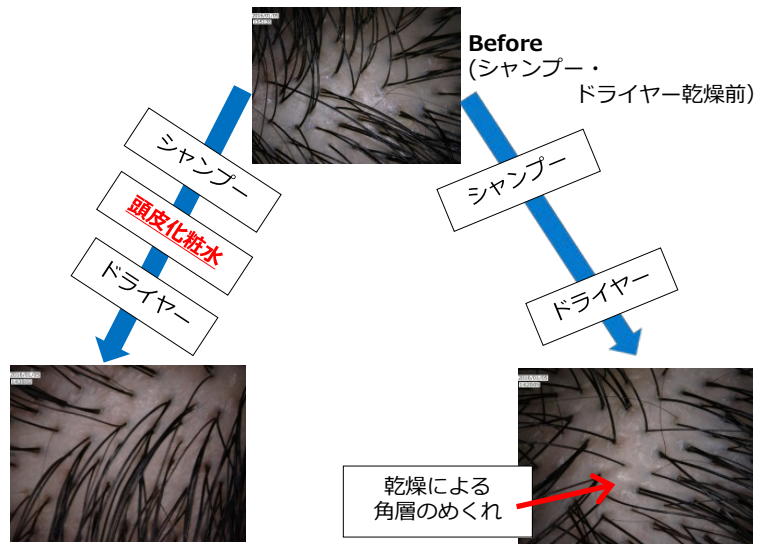 Before
(シャンプー・
ドライヤー乾燥前)
シャンプー
頭皮化粧水
ドライヤー
シャンプー
ドライヤー
乾燥による
角層のめくれ